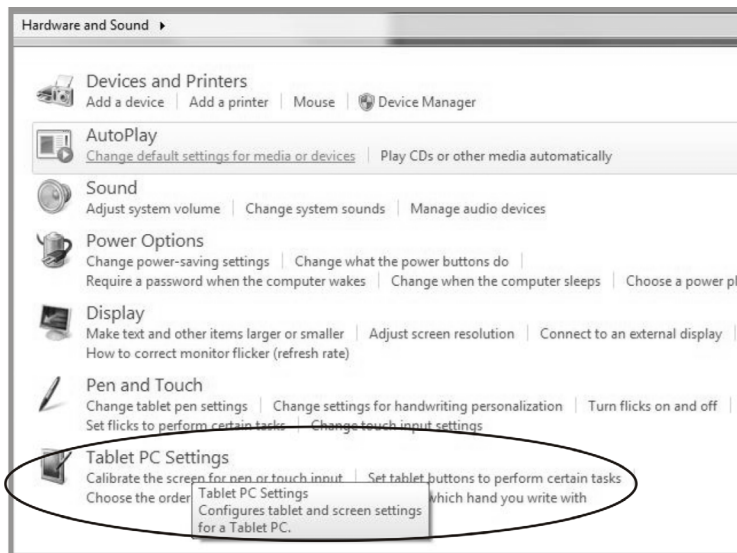 Hardware and Sound
Devices and Printers
Add a device Add a printer Mouse Device Manager
AutoPlay
Change default settings for media or devices Play CDs or other media automatically
Sound
Adjust system volume Change system sounds Manage audio devices
Power Options
Change power-saving settings Change what the power buttons do
Require a password when the computer wakes Change when the computer sleeps Choose a power pl
Display
Make text and other items larger or smaller Adjust screen resolution Connect to an external display
How to correct monitor flicker (refresh rate)
Pen and Touch
Change tablet pen settings Change settings for handwriting personalization Turn flicks on and off
Set flicks to perform certain tasks Change touch input settings
Tablet PC Settings
Calibrate the screen for pen or touch input Set tablet buttons to perform certain tasks
Choose the order which hand you write with
Tablet PC Settings
Configures tablet and screen settings
for a Tablet PC.